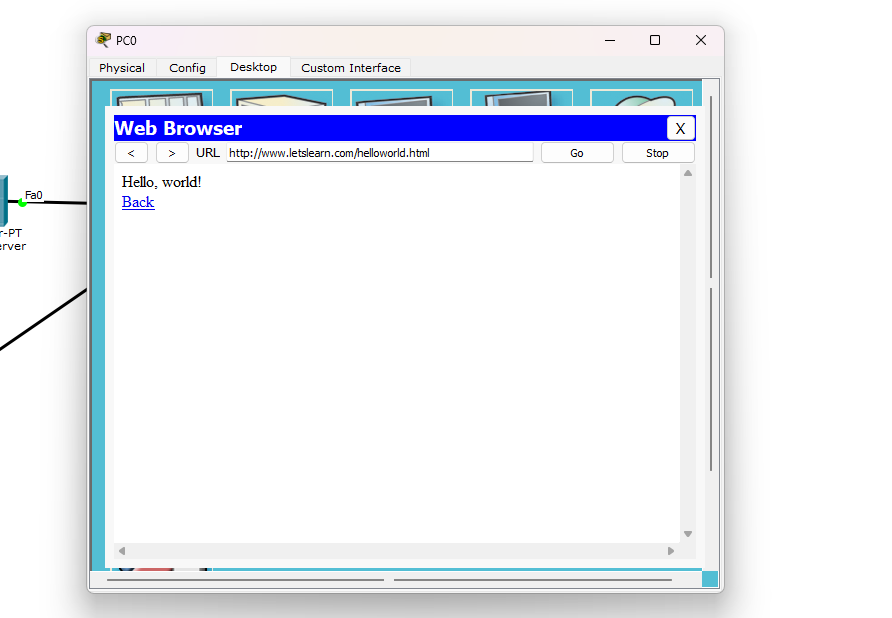 PC0
Physical Config Desktop Custom Interface
Web Browser X
< > URL http://www.letslearn.com/helloworld.html Go Stop
Hello, world!
Back
Fa0
r-PT
erver